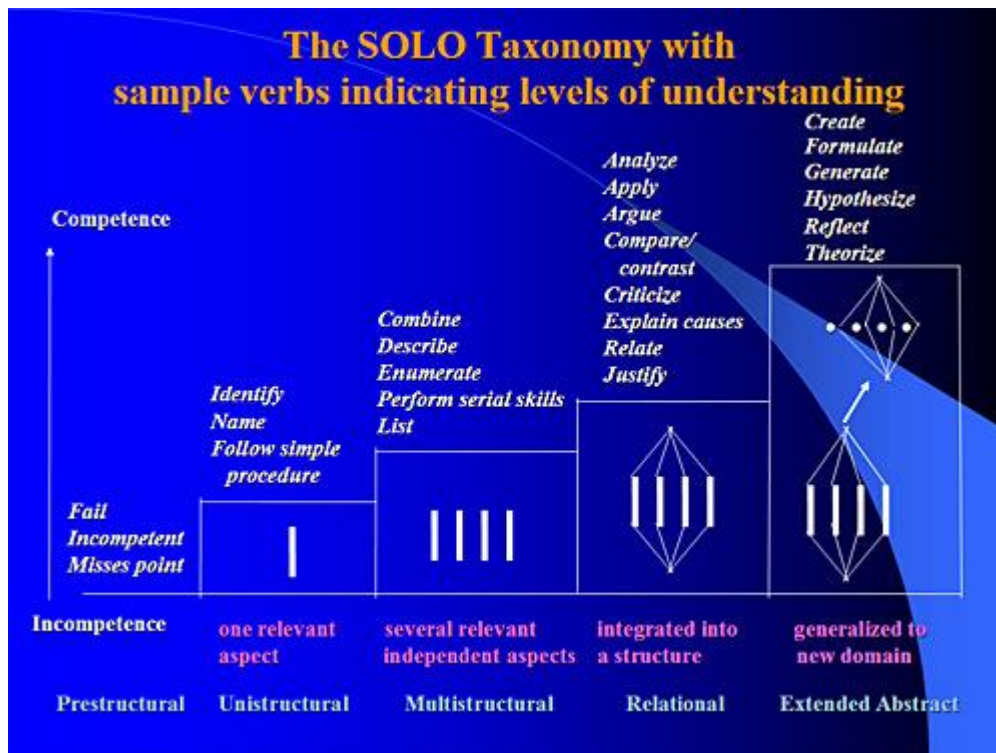 The SOLO Taxonomy with
sample verbs indicating levels of understanding
Competence
Fail
Incompetent
Misses point
Identify
Name
Follow simple
procedure
Combine
Describe
Enumerate
Perform serial skills
List
Analyze
Apply
Argue
Compare/
contrast
Criticize
Explain causes
Relate
Justify
Create
Formulate
Generate
Hypothesize
Reflect
Theorize
Incompetence
one relevant
aspect
several relevant
independent aspects
integrated into
a structure
generalized to
new domain
Prestructural
Unistructural
Multistructural
Relational
Extended Abstract